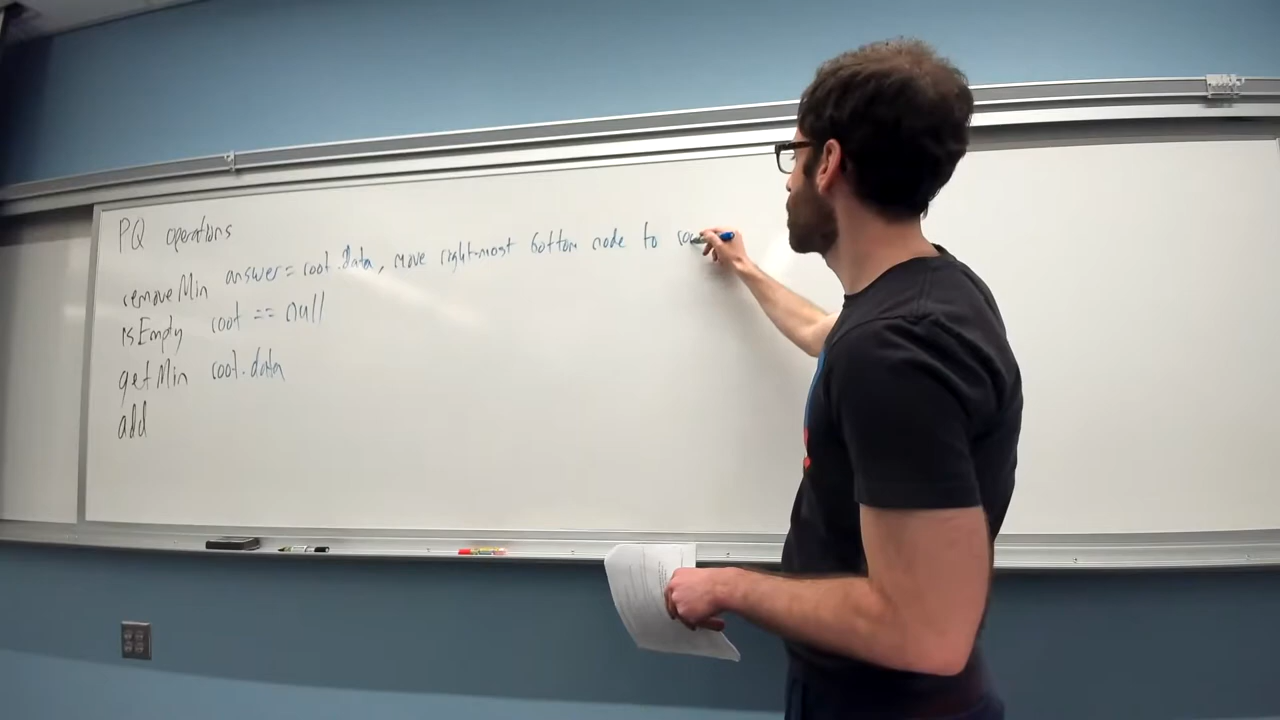 PQ operations
removeMin answer = root.data, move right-most bottom node to roo
isEmpty root == null
getMin root.data
add